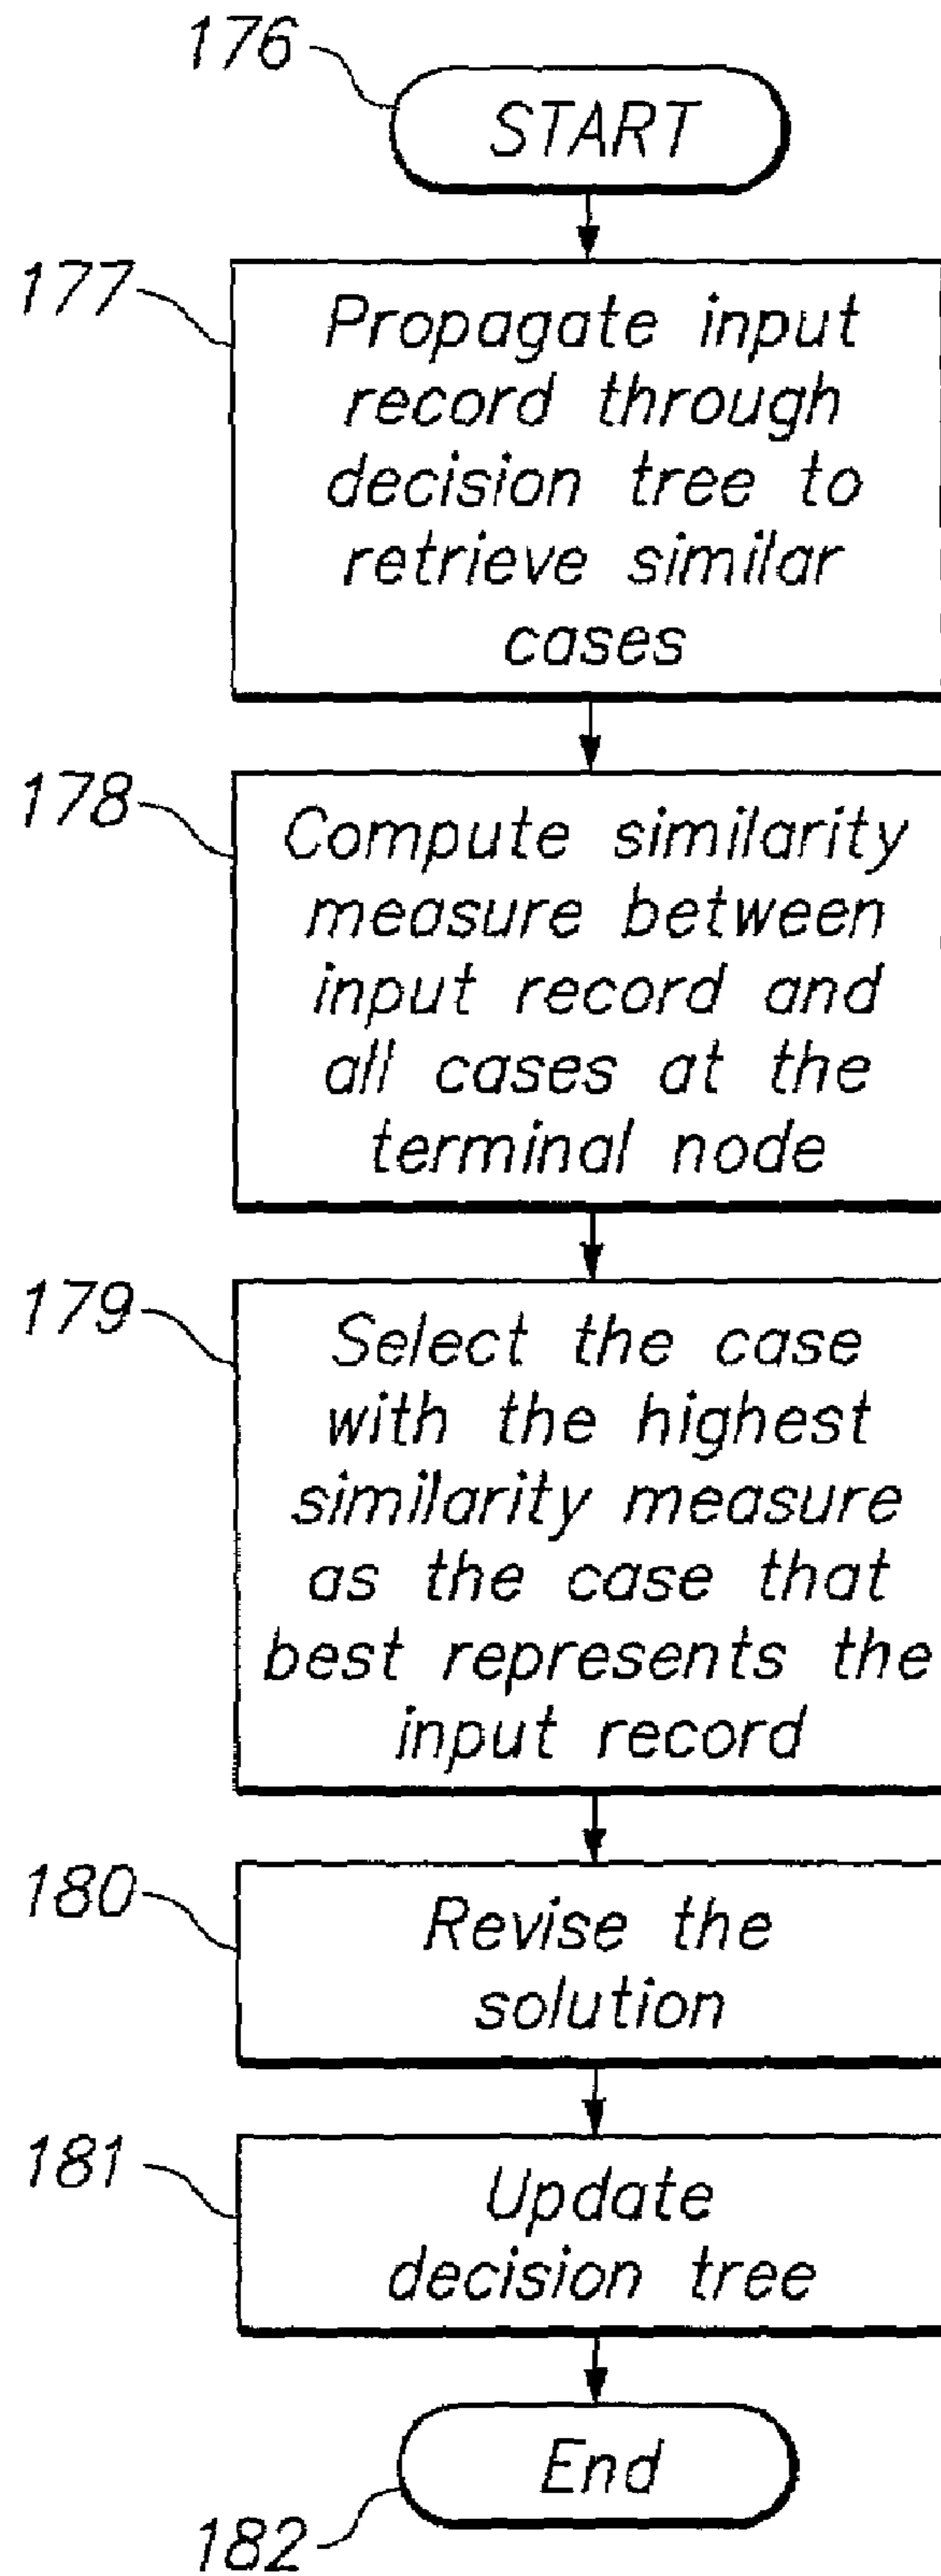 176
START
177
Propagate input
record through
decision tree to
retrieve similar
cases
178
Compute similarity
measure between
input record and
all cases at the
terminal node
179
Select the case
with the highest
similarity measure
as the case that
best represents the
input record
180
Revise the
solution
181
Update
decision tree
End
182